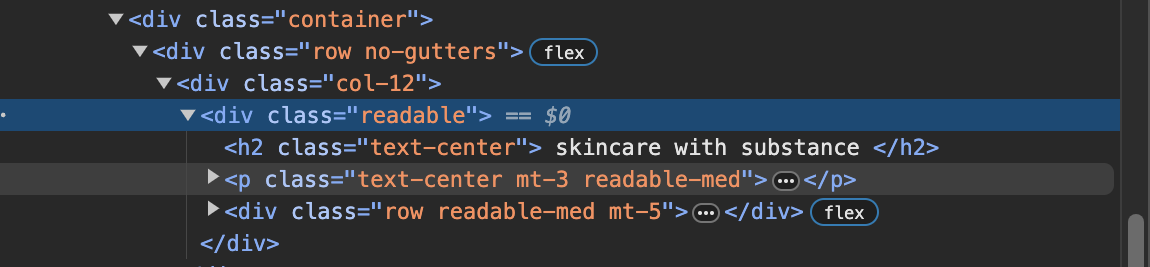 ▼<div class="container">
▼<div class="row no-gutters"> flex
▼<div class="col-12">
▼<div class="readable"> == $0
<h2 class="text-center"> skincare with substance </h2>
▶<p class="text-center mt-3 readable-med">…</p>
▶<div class="row readable-med mt-5">…</div> flex
</div>